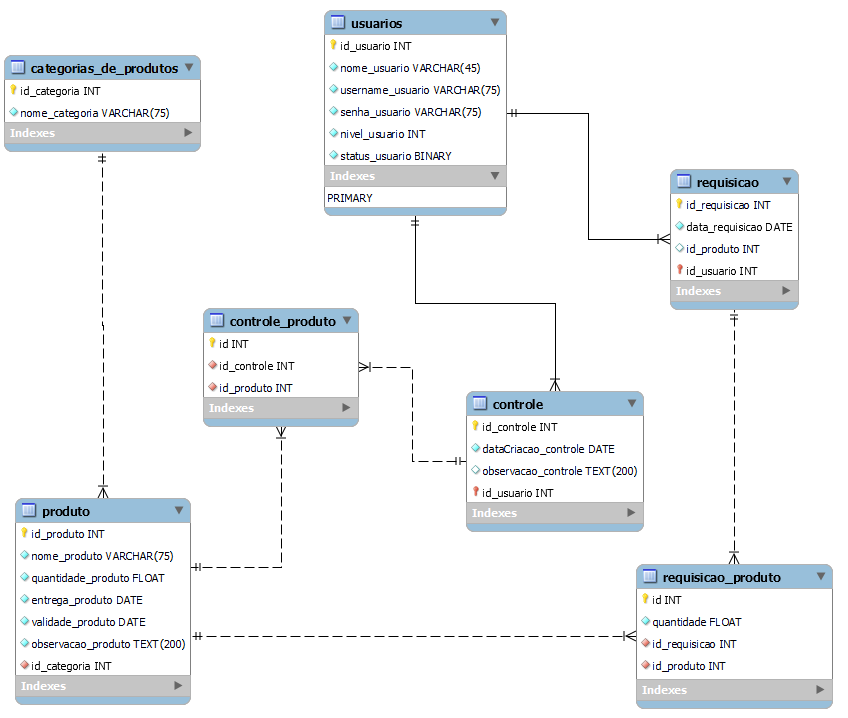 usuarios
id_usuario INT
nome_usuario VARCHAR(45)
username_usuario VARCHAR(75)
senha_usuario VARCHAR(75)
nivel_usuario INT
status_usuario BINARY
Indexes
PRIMARY
categorias_de_produtos
id_categoria INT
nome_categoria VARCHAR(75)
Indexes
requisicao
id_requisicao INT
data_requisicao DATE
id_produto INT
id_usuario INT
Indexes
controle_produto
id INT
id_controle INT
id_produto INT
Indexes
controle
id_controle INT
dataCriacao_controle DATE
observacao_controle TEXT(200)
id_usuario INT
Indexes
produto
id_produto INT
nome_produto VARCHAR(75)
quantidade_produto FLOAT
entrega_produto DATE
validade_produto DATE
observacao_produto TEXT(200)
id_categoria INT
Indexes
requisicao_produto
id INT
quantidade FLOAT
id_requisicao INT
id_produto INT
Indexes